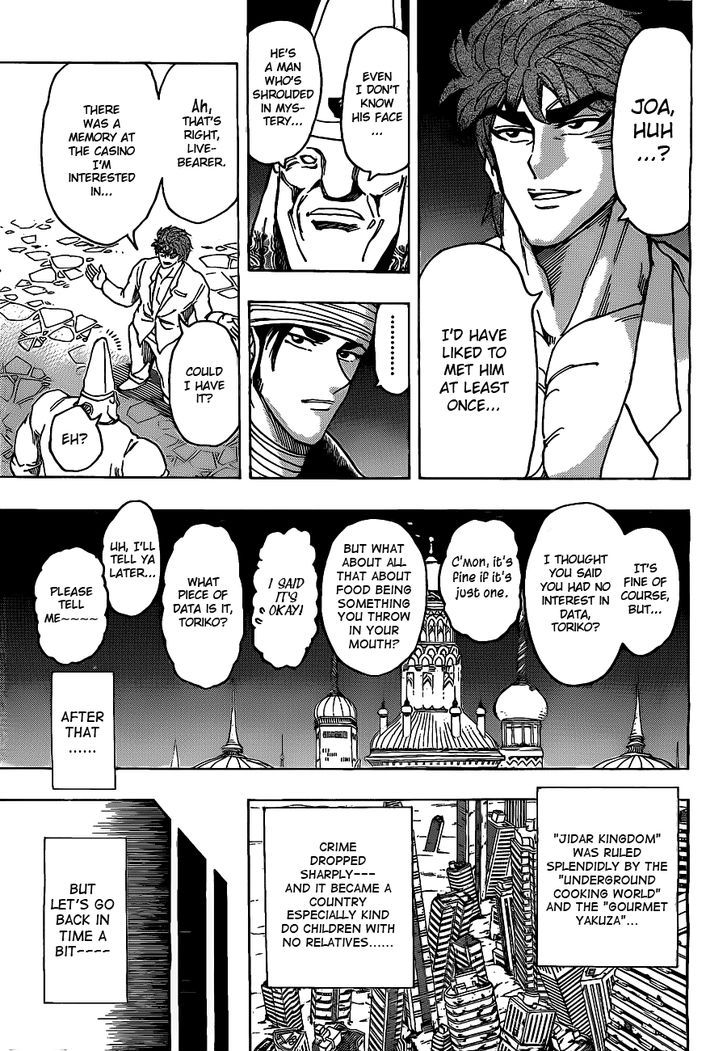 JOA,
HUH
...?
I'D HAVE
LIKED TO
MET HIM
AT LEAST
ONCE...
EVEN
I DON'T
KNOW
HIS FACE
...
HE'S
A MAN
WHO'S
SHROUDED
IN MYS-
TERY...
.........
Ah,
THAT'S
RIGHT,
LIVE-
BEARER.
THERE
WAS A
MEMORY AT
THE CASINO
I'M
INTERESTED
IN...
COULD
I HAVE
IT?
EH?
IT'S
FINE OF
COURSE,
BUT...
I THOUGHT
YOU SAID
YOU HAD NO
INTEREST IN
DATA,
TORIKO?
C'mon, it's
fine if it's
just one.
BUT WHAT
ABOUT ALL
THAT ABOUT
FOOD BEING
SOMETHING
YOU THROW
IN YOUR
MOUTH?
I SAID
IT'S
OKAY!
WHAT
PIECE OF
DATA IS IT,
TORIKO?
UH, I'LL
TELL YA
LATER...
PLEASE
TELL
ME~~~~
AFTER
THAT
......
"JIDAR KINGDOM"
WAS RULED
SPLENDIDLY BY THE
"UNDERGROUND
COOKING WORLD"
AND THE "GOURMET
YAKUZA"...
CRIME
DROPPED
SHARPLY---
AND IT BECAME A
COUNTRY
ESPECIALLY KIND
DO CHILDREN WITH
NO RELATIVES......
BUT
LET'S GO
BACK IN
TIME A
BIT~~~~